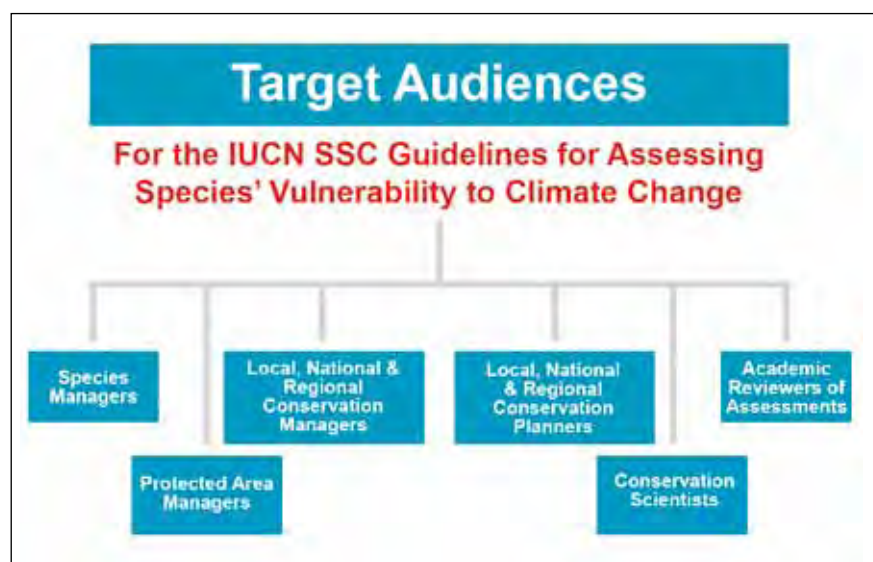 Target Audiences
For the IUCN SSC Guidelines for Assessing
Species' Vulnerability to Climate Change
Species
Managers
Protected Area
Managers
Local, National &
Regional
Conservation
Managers
Local, National
& Regional
Conservation
Planners
Conservation
Scientists
Academic
Reviewers of
Assessments